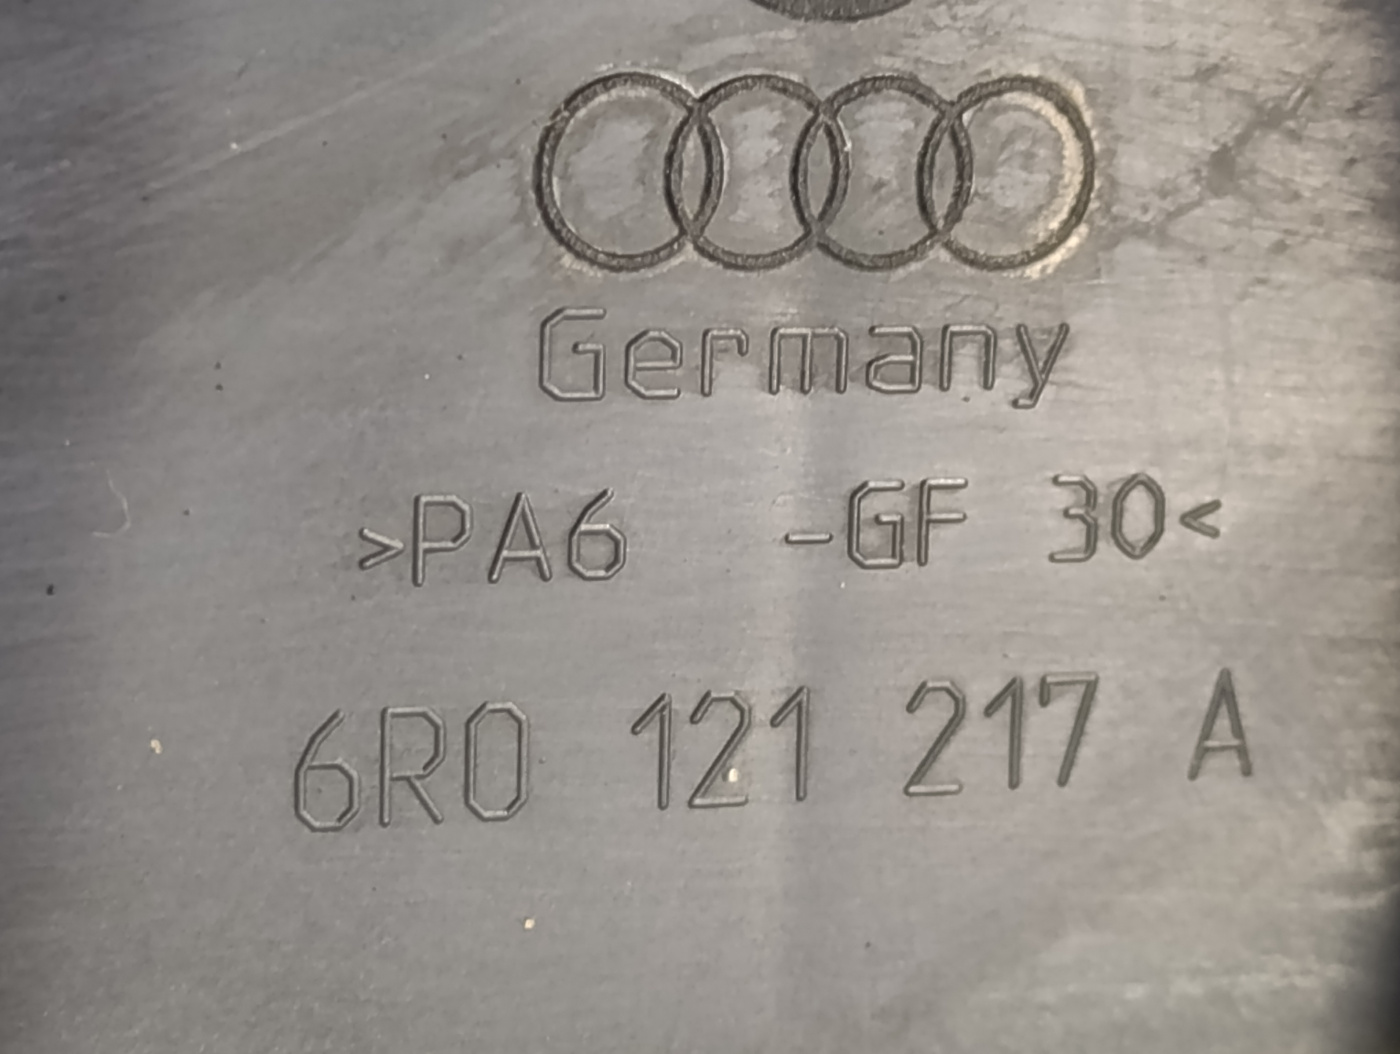 Germany
>PA6 -GF 30<
6R0 121 217 A